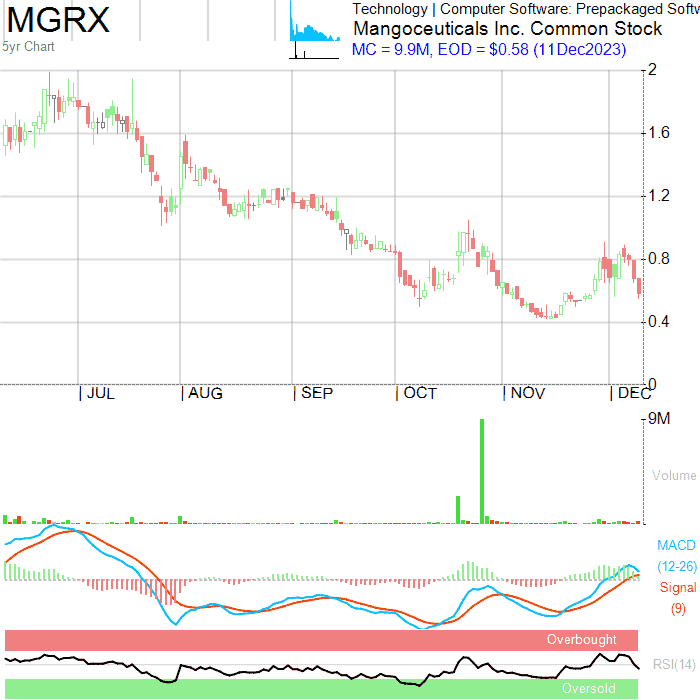 MGRX
Technology | Computer Software: Prepackaged Softw
Mangoceuticals Inc. Common Stock
5yr Chart
MC = 9.9M, EOD = $0.58 (11Dec2023)
2
1.6
1.2
0.8
0.4
0
| JUL | AUG | SEP | OCT | NOV | DEC
9M
Volume
MACD
(12-26)
Signal
(9)
Overbought
RSI(14)
Oversold